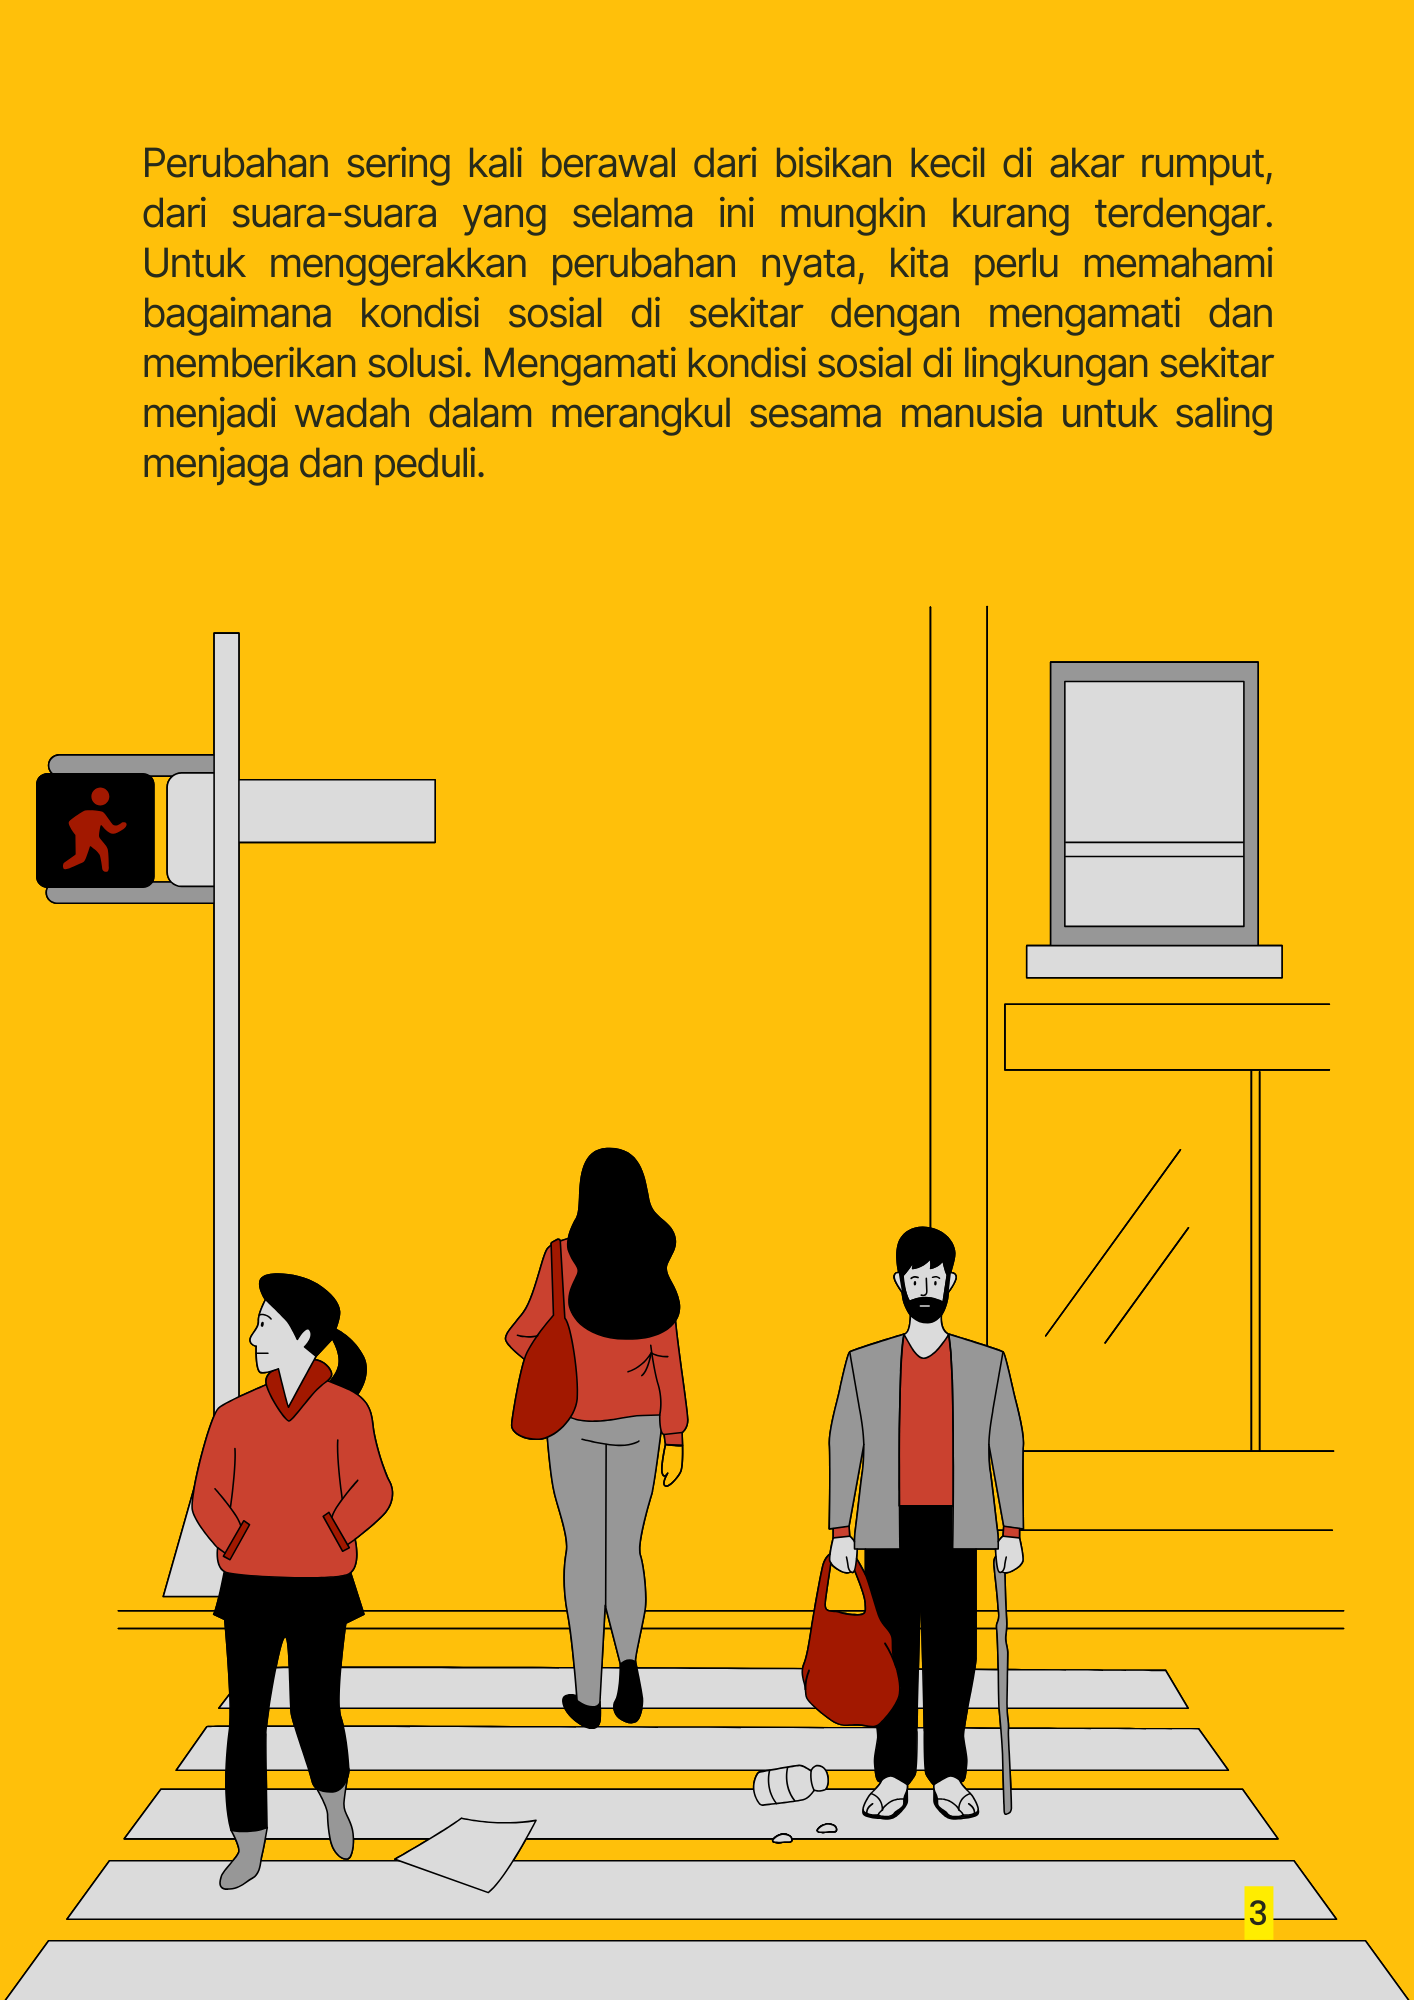 Perubahan sering kali berawal dari bisikan kecil di akar rumput,
dari suara-suara yang selama ini mungkin kurang terdengar.
Untuk menggerakkan perubahan nyata, kita perlu memahami
bagaimana kondisi sosial di sekitar dengan mengamati dan
memberikan solusi. Mengamati kondisi sosial di lingkungan sekitar
menjadi wadah dalam merangkul sesama manusia untuk saling
menjaga dan peduli.
3